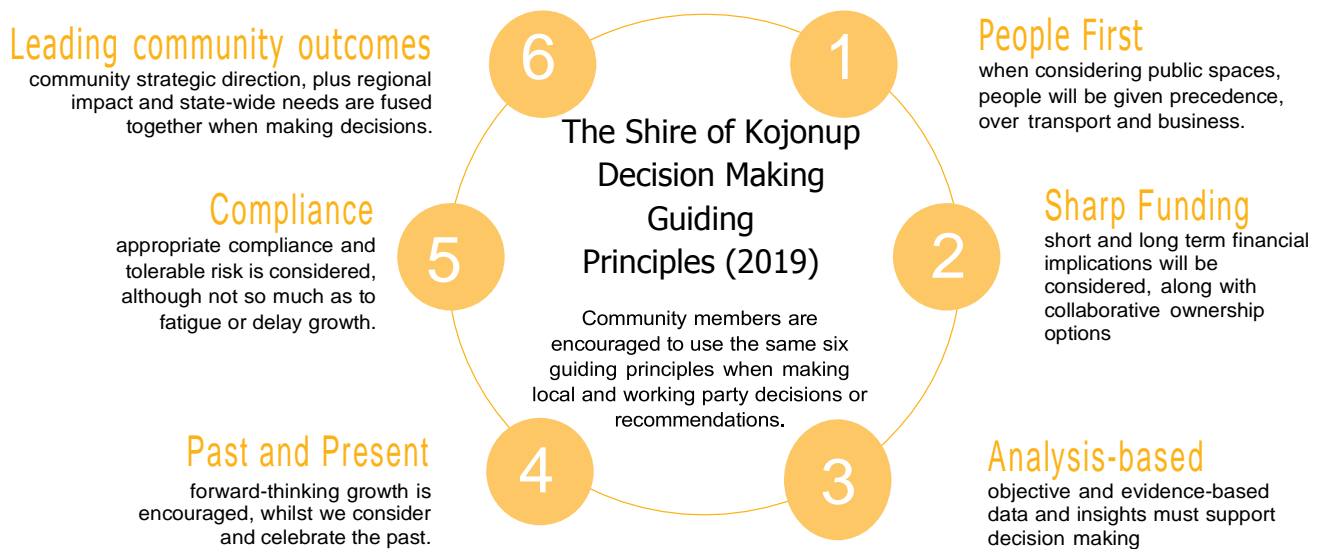 The Shire of Kojonup
Decision Making
Guiding
Principles (2019)
Community members are
encouraged to use the same six
guiding principles when making
local and working party decisions or
recommendations.
1
People First
when considering public spaces,
people will be given precedence,
over transport and business.
2
Sharp Funding
short and long term financial
implications will be
considered, along with
collaborative ownership
options
3
Analysis-based
objective and evidence-based
data and insights must support
decision making
4
Past and Present
forward-thinking growth is
encouraged, whilst we consider
and celebrate the past.
5
Compliance
appropriate compliance and
tolerable risk is considered,
although not so much as to
fatigue or delay growth.
6
Leading community outcomes
community strategic direction, plus regional
impact and state-wide needs are fused
together when making decisions.